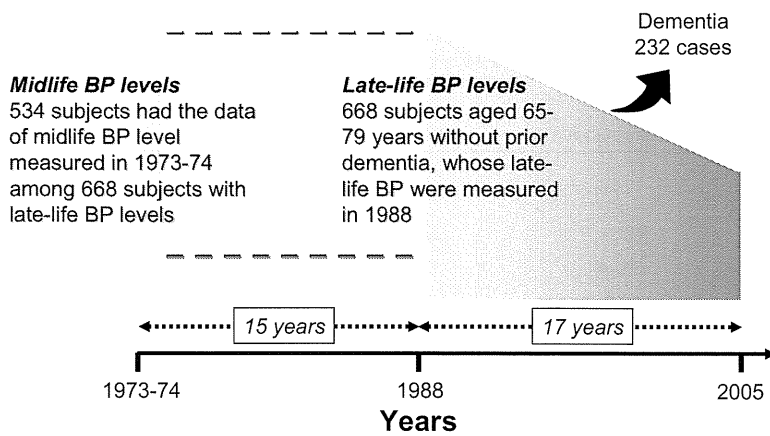 Dementia
232 cases
Midlife BP levels
534 subjects had the data
of midlife BP level
measured in 1973-74
among 668 subjects with
late-life BP levels
Late-life BP levels
668 subjects aged 65-
79 years without prior
dementia, whose late-
life BP were measured
in 1988
15 years
17 years
1973-74
1988
2005
Years